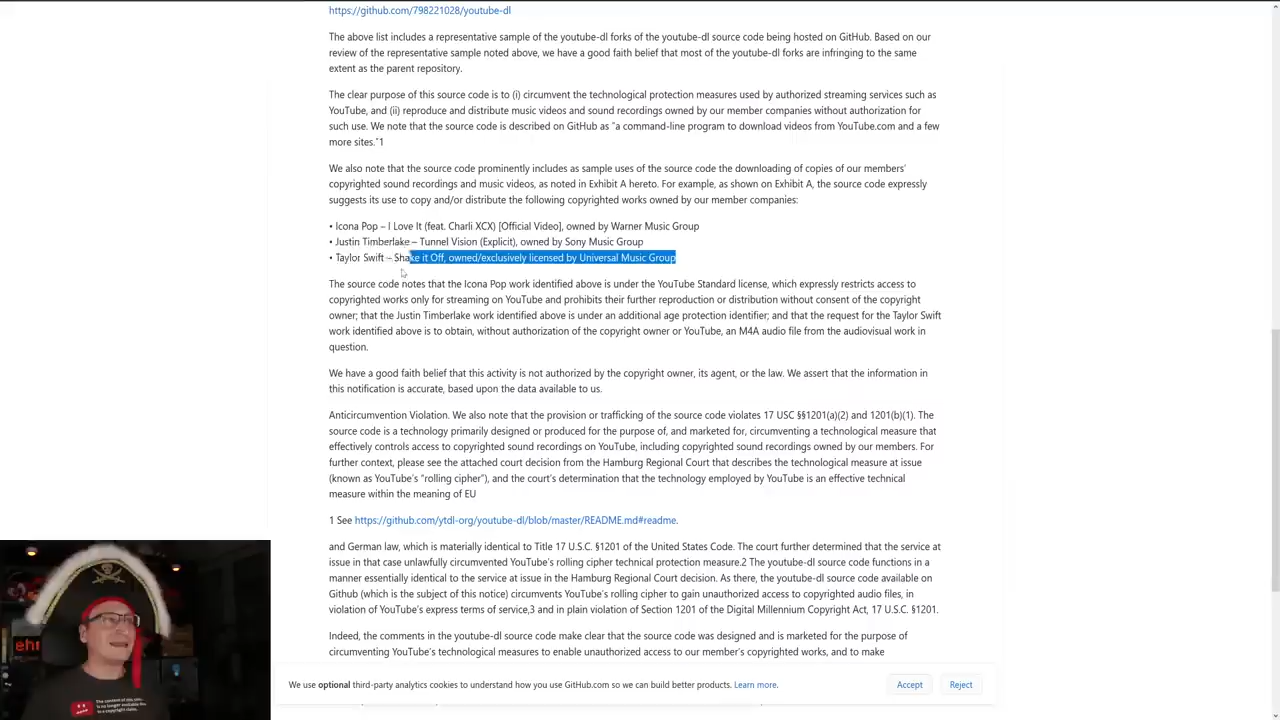 https://github.com/798221028/youtube-dl
The above list includes a representative sample of the youtube-dl forks of the youtube-dl source code being hosted on GitHub. Based on our
review of the representative sample noted above, we have a good faith belief that most of the youtube-dl forks are infringing to the same
extent as the parent repository.
The clear purpose of this source code is to (i) circumvent the technological protection measures used by authorized streaming services such as
YouTube, and (ii) reproduce and distribute music videos and sound recordings owned by our member companies without authorization for
such use. We note that the source code is described on GitHub as "a command-line program to download videos from YouTube.com and a few
more sites."1
We also note that the source code prominently includes as sample uses of the source code the downloading of copies of our members'
copyrighted sound recordings and music videos, as noted in Exhibit A hereto. For example, as shown on Exhibit A, the source code expressly
suggests its use to copy and/or distribute the following copyrighted works owned by our member companies:
• Icona Pop – I Love It (feat. Charli XCX) [Official Video], owned by Warner Music Group
• Justin Timberlake – Tunnel Vision (Explicit), owned by Sony Music Group
• Taylor Swift – Shake it Off, owned/exclusively licensed by Universal Music Group
The source code notes that the Icona Pop work identified above is under the YouTube Standard license, which expressly restricts access to
copyrighted works only for streaming on YouTube and prohibits their further reproduction or distribution without consent of the copyright
owner; that the Justin Timberlake work identified above is under an additional age protection identifier; and that the request for the Taylor Swift
work identified above is to obtain, without authorization of the copyright owner or YouTube, an M4A audio file from the audiovisual work in
question.
We have a good faith belief that this activity is not authorized by the copyright owner, its agent, or the law. We assert that the information in
this notification is accurate, based upon the data available to us.
Anticircumvention Violation. We also note that the provision or trafficking of the source code violates 17 USC §§1201(a)(2) and 1201(b)(1). The
source code is a technology primarily designed or produced for the purpose of, and marketed for, circumventing a technological measure that
effectively controls access to copyrighted sound recordings on YouTube, including copyrighted sound recordings owned by our members. For
further context, please see the attached court decision from the Hamburg Regional Court that describes the technological measure at issue
(known as YouTube's "rolling cipher"), and the court's determination that the technology employed by YouTube is an effective technical
measure within the meaning of EU
1 See https://github.com/ytdl-org/youtube-dl/blob/master/README.md#readme.
and German law, which is materially identical to Title 17 U.S.C. §1201 of the United States Code. The court further determined that the service at
issue in that case unlawfully circumvented YouTube's rolling cipher technical protection measure.2 The youtube-dl source code functions in a
manner essentially identical to the service at issue in the Hamburg Regional Court decision. As there, the youtube-dl source code available on
Github (which is the subject of this notice) circumvents YouTube's rolling cipher to gain unauthorized access to copyrighted audio files, in
violation of YouTube's express terms of service,3 and in plain violation of Section 1201 of the Digital Millennium Copyright Act, 17 U.S.C. §1201.
Indeed, the comments in the youtube-dl source code make clear that the source code was designed and is marketed for the purpose of
circumventing YouTube's technological measures to enable unauthorized access to our member's copyrighted works, and to make
We use optional third-party analytics cookies to understand how you use GitHub.com so we can build better products. Learn more.
Accept
Reject
ehr